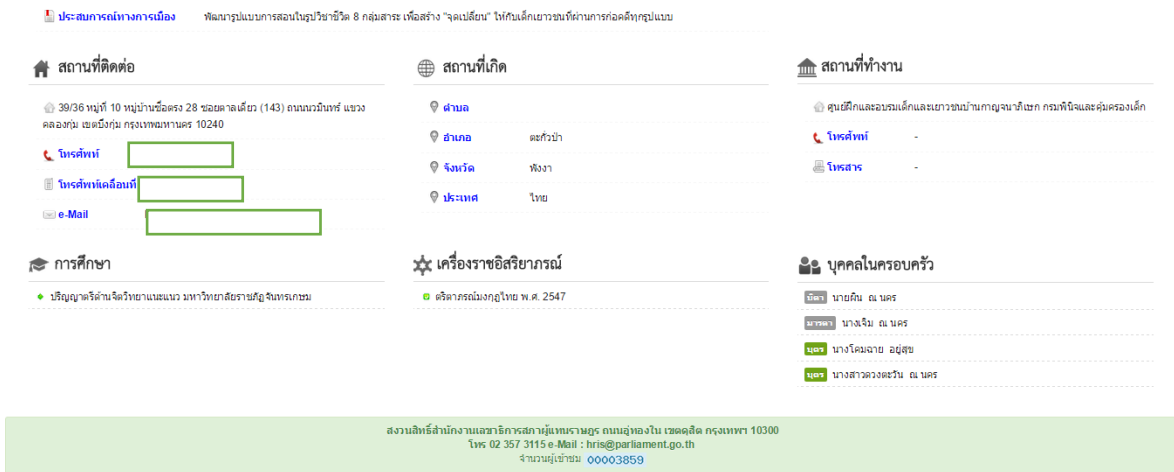 ประสบการณ์ทางการเมือง พัฒนารูปแบบการสอนในรูปวิชาชีวิต 8 กลุ่มสาระ เพื่อสร้าง "จุดเปลี่ยน" ให้กับเด็กเยาวชนที่ผ่านการก่อคดีทุกรูปแบบ
สถานที่ติดต่อ
39/36 หมู่ที่ 10 หมู่บ้านซื่อตรง 28 ซอยตาลเดี่ยว (143) ถนนนวมินทร์ แขวง
คลองกุ่ม เขตบึงกุ่ม กรุงเทพมหานคร 10240
โทรศัพท์
โทรศัพท์เคลื่อนที่
e-Mail
สถานที่เกิด
ตำบล
อำเภอ ตะกั่วป่า
จังหวัด พังงา
ประเทศ ไทย
สถานที่ทำงาน
ศูนย์ฝึกและอบรมเด็กและเยาวชนบ้านกาญจนาภิเษก กรมพินิจและคุ้มครองเด็ก
โทรศัพท์ -
โทรสาร -
การศึกษา
ปริญญาตรีด้านจิตวิทยาแนะแนว มหาวิทยาลัยราชภัฏจันทรเกษม
เครื่องราชอิสริยาภรณ์
ตริตาภรณ์มงกุฎไทย พ.ศ. 2547
บุคคลในครอบครัว
บิดา นายผิน ณ นคร
มารดา นางเจิม ณ นคร
บุตร นางโคมฉาย อยู่สุข
บุตร นางสาวดวงตะวัน ณ นคร
สงวนสิทธิ์สำนักงานเลขาธิการสภาผู้แทนราษฎร ถนนอู่ทองใน เขตดุสิต กรุงเทพฯ 10300
โทร 02 357 3115 e-Mail : hris@parliament.go.th
จำนวนผู้เข้าชม 00003859